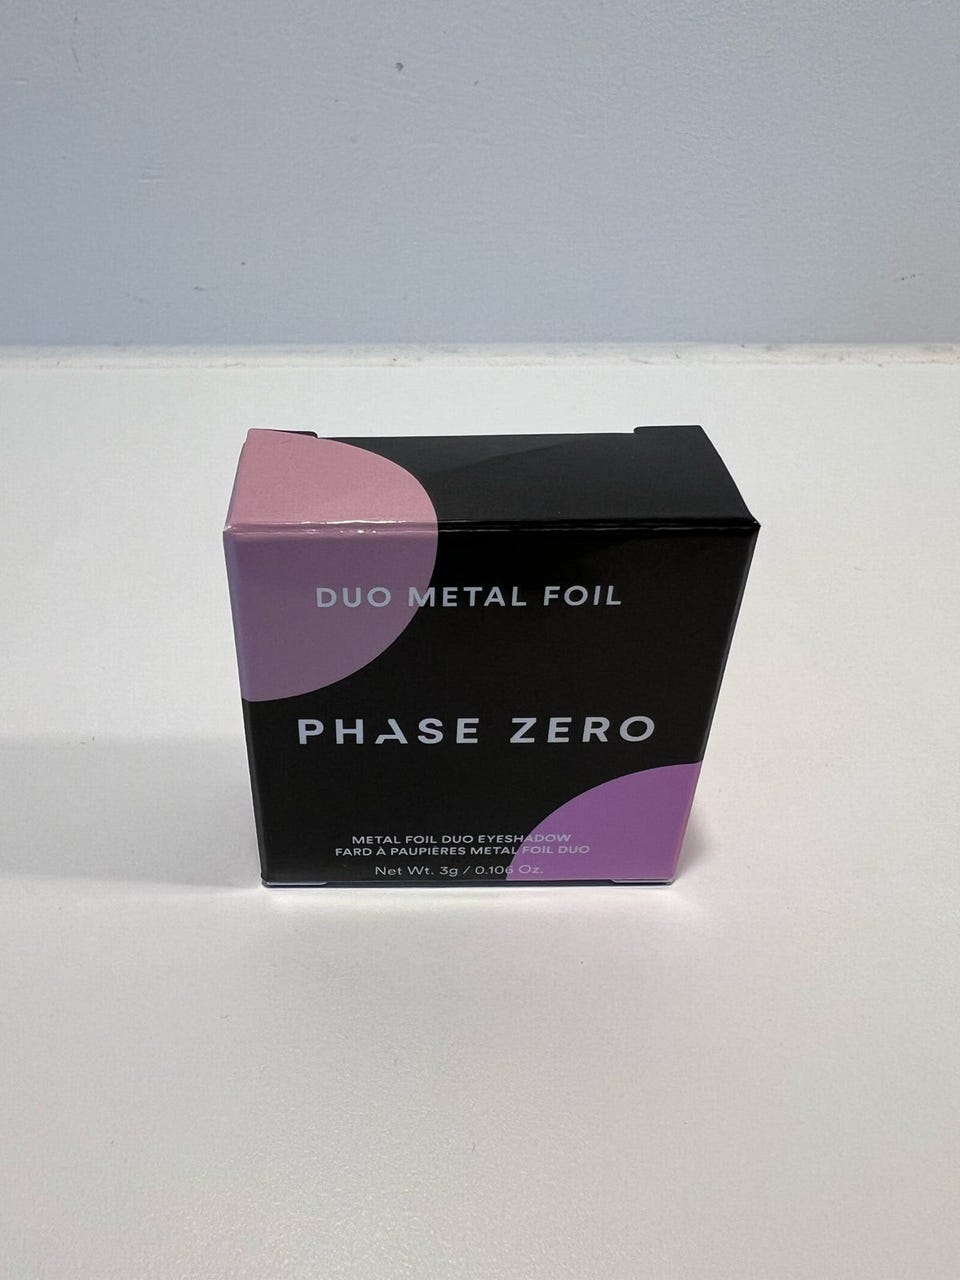 DUO METAL FOIL
PHASE ZERO
METAL FOIL DUO EYESHADOW
FARD À PAUPIÈRES METAL FOIL DUO
Net Wt. 3g / 0.106 Oz.